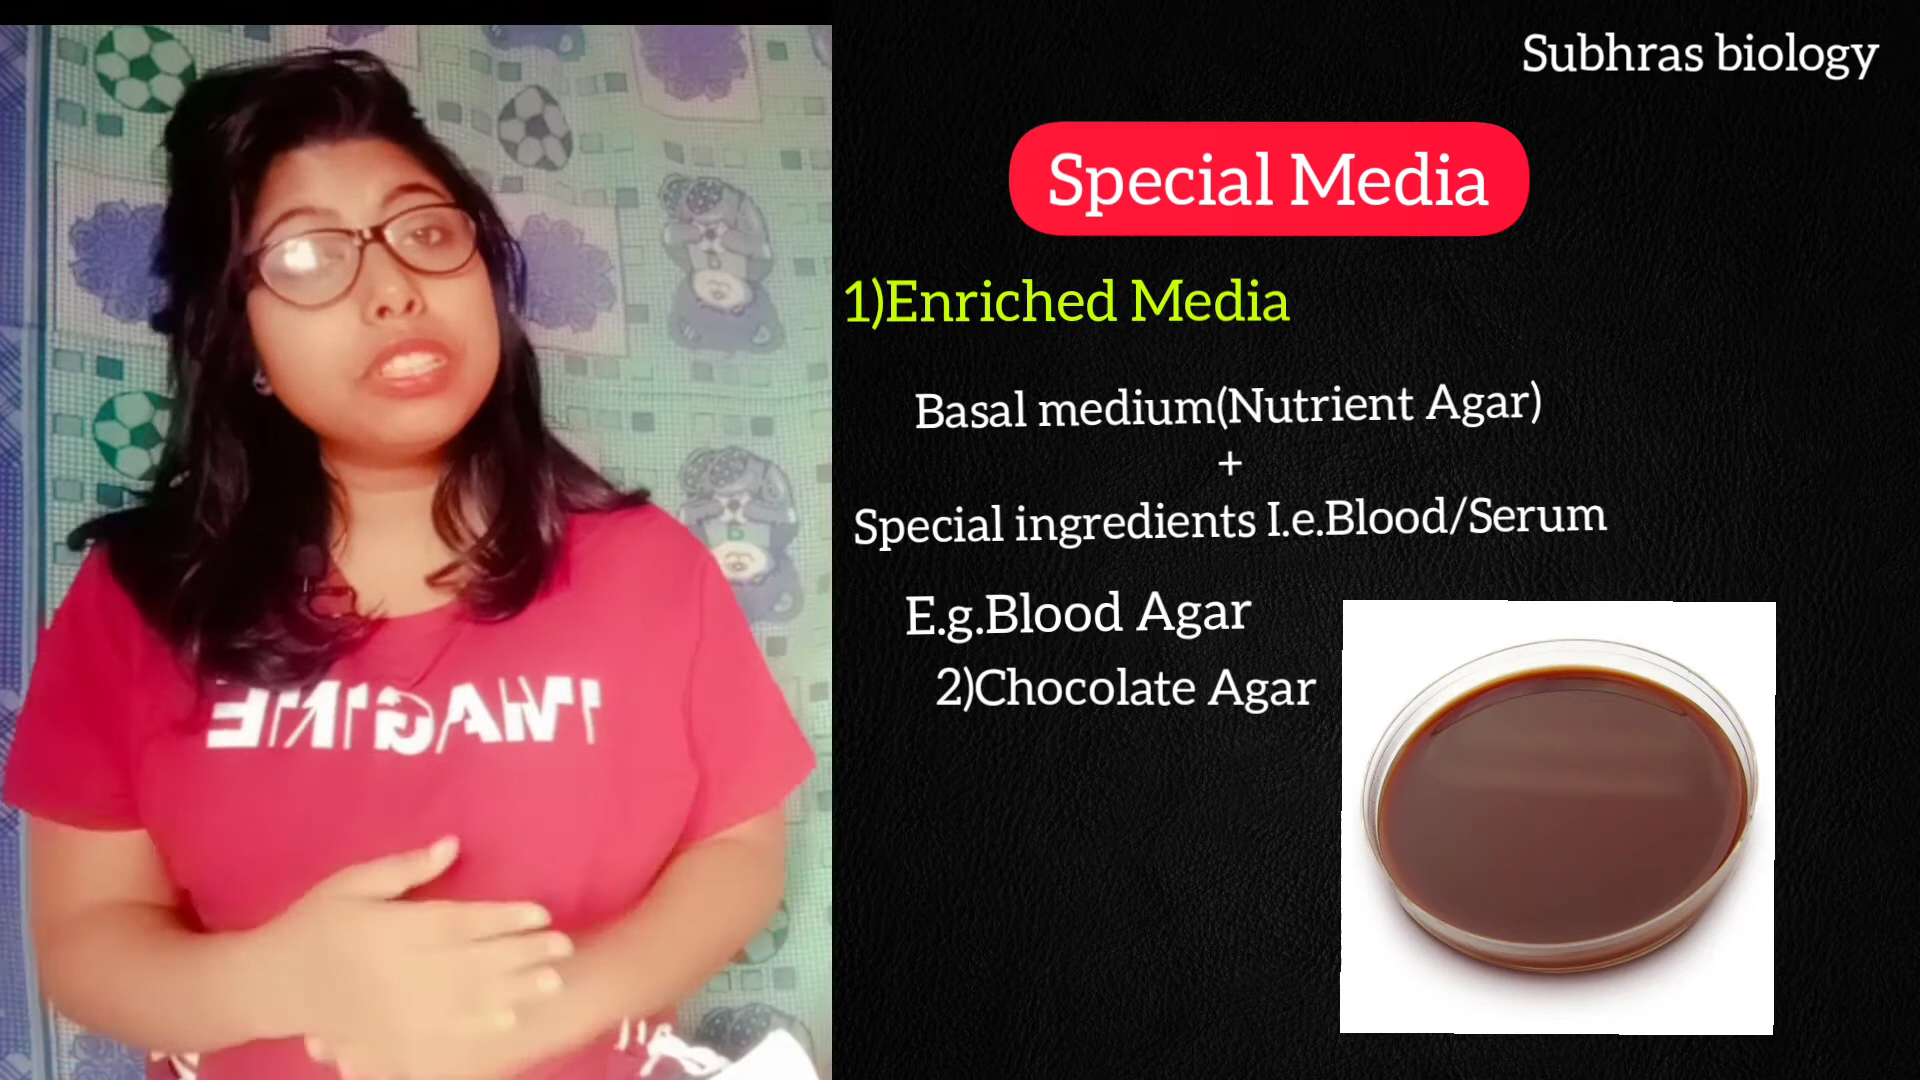 Subhras biology
Special Media
1)Enriched Media
Basal medium(Nutrient Agar)
+
Special ingredients I.e.Blood/Serum
E.g.Blood Agar
2)Chocolate Agar
IMAGINE